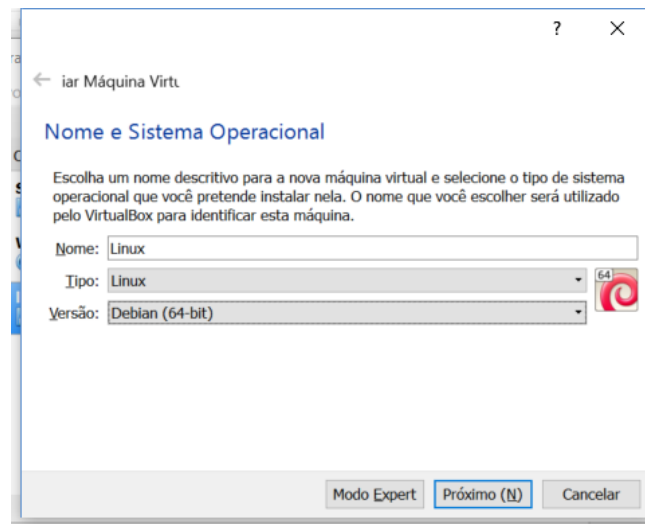 ?
iar Máquina Virtu
Nome e Sistema Operacional
Escolha um nome descritivo para a nova máquina virtual e selecione o tipo de sistema
operacional que você pretende instalar nela. O nome que você escolher será utilizado
pelo VirtualBox para identificar esta máquina.
Nome: Linux
Tipo: Linux
64
Versão: Debian (64-bit)
Modo Expert Próximo (N) Cancelar